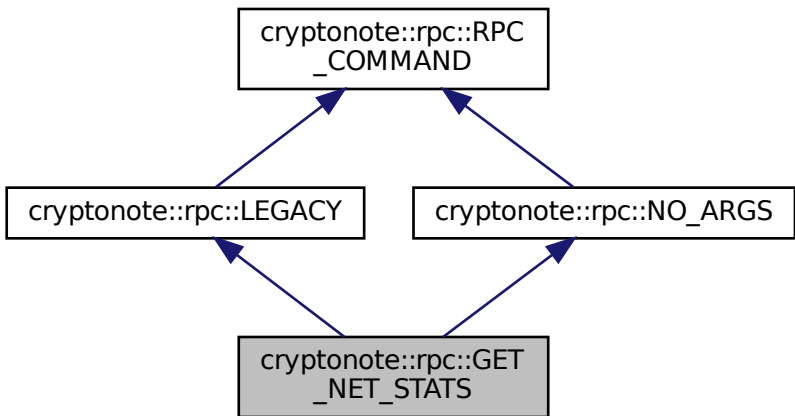 cryptonote::rpc::RPC
_COMMAND
cryptonote::rpc::LEGACY
cryptonote::rpc::NO_ARGS
cryptonote::rpc::GET
_NET_STATS